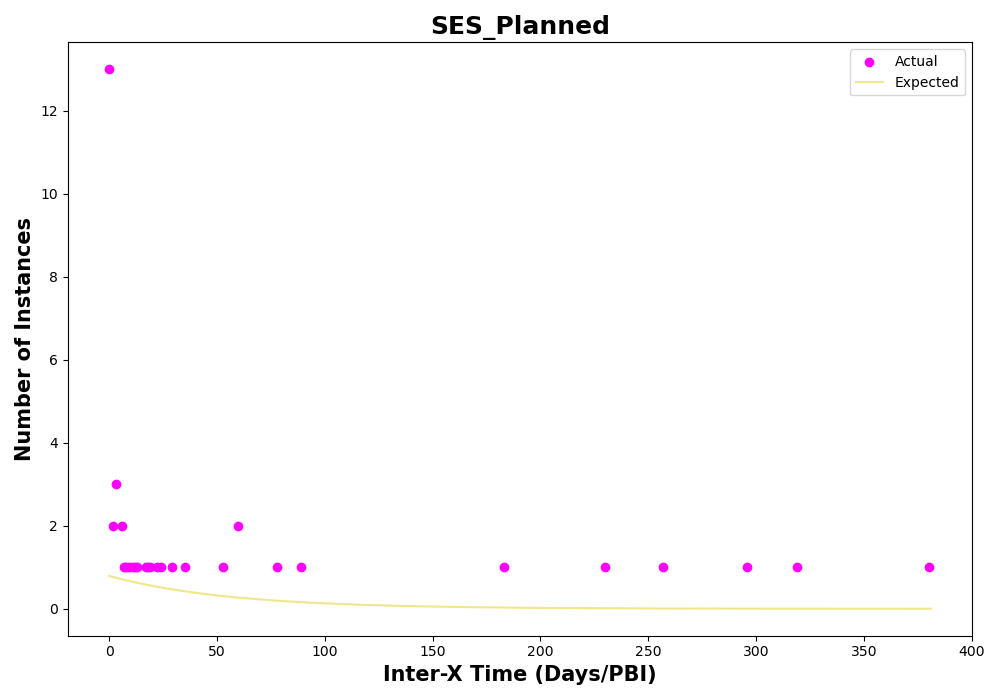 SES_Planned
Actual
Expected
Number of Instances
12
10
8
6
4
2
0
0 50 100 150 200 250 300 350 400
Inter-X Time (Days/PBI)